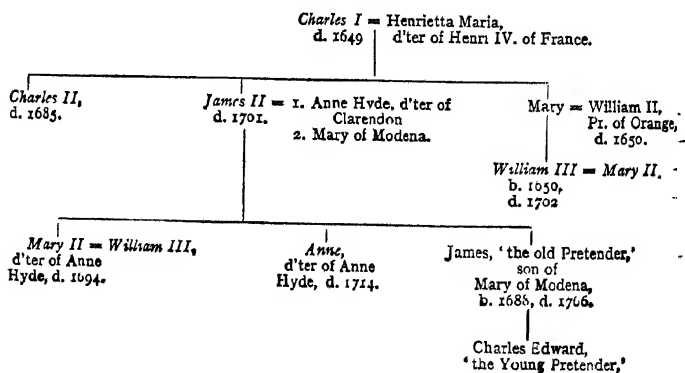 Charles I = Henrietta Maria,
d. 1649 d'ter of Henri IV. of France.
Charles II,
d. 1685.
James II = 1. Anne Hyde, d'ter of
d. 1701. Clarendon
2. Mary of Modena.
Mary = William II,
Pr. of Orange,
d. 1650.
William III = Mary II.
b. 1650,
d. 1702
Mary II = William III,
d'ter of Anne
Hyde, d. 1694.
Anne,
d'ter of Anne
Hyde, d. 1714.
James, 'the old Pretender,'
son of
Mary of Modena,
b. 1688, d. 1766.
Charles Edward,
'the Young Pretender,'